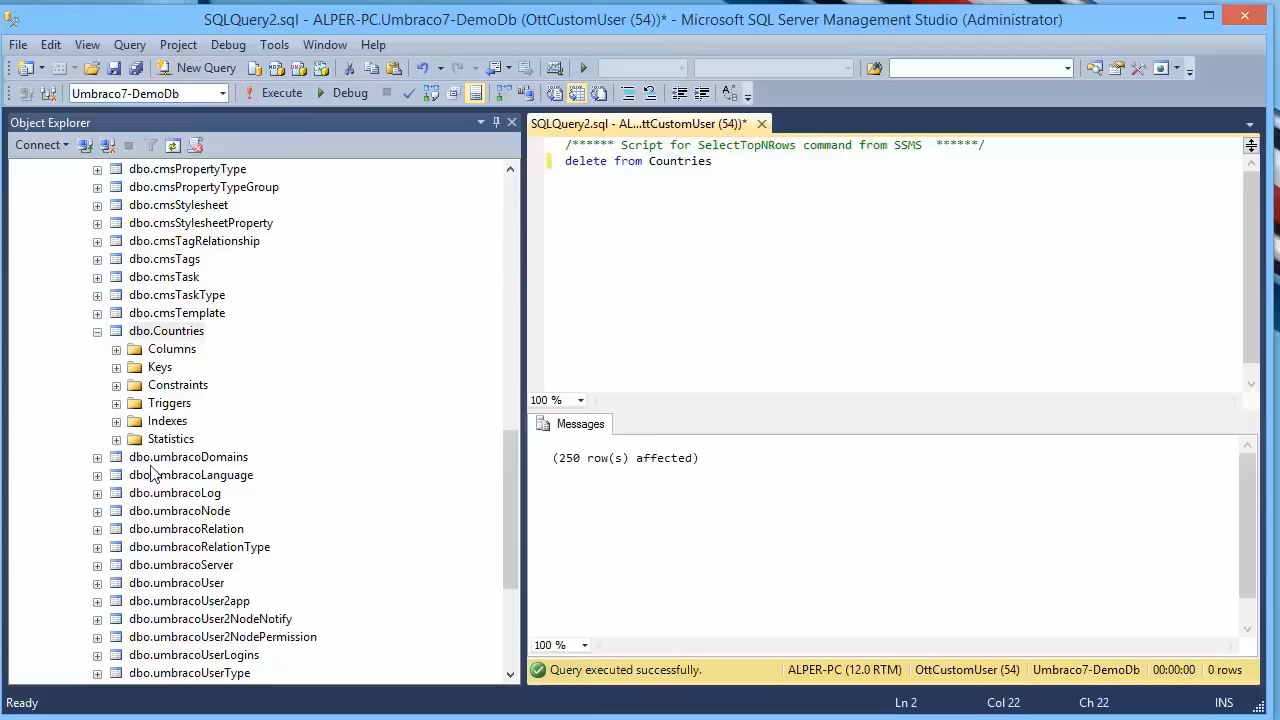 SQLQuery2.sql - ALPER-PC.Umbraco7-DemoDb (OttCustomUser (54))* - Microsoft SQL Server Management Studio (Administrator)
File Edit View Query Project Debug Tools Window Help
New Query
Umbraco7-DemoDb Execute Debug
Object Explorer
Connect
dbo.cmsPropertyType
dbo.cmsPropertyTypeGroup
dbo.cmsStylesheet
dbo.cmsStylesheetProperty
dbo.cmsTagRelationship
dbo.cmsTags
dbo.cmsTask
dbo.cmsTaskType
dbo.cmsTemplate
dbo.Countries
Columns
Keys
Constraints
Triggers
Indexes
Statistics
dbo.umbracoDomains
dbo.umbracoLanguage
dbo.umbracoLog
dbo.umbracoNode
dbo.umbracoRelation
dbo.umbracoRelationType
dbo.umbracoServer
dbo.umbracoUser
dbo.umbracoUser2app
dbo.umbracoUser2NodeNotify
dbo.umbracoUser2NodePermission
dbo.umbracoUserLogins
dbo.umbracoUserType
SQLQuery2.sql - AL...ttCustomUser (54))*
/****** Script for SelectTopNRows command from SSMS  ******/
delete from Countries
100 %
Messages
(250 row(s) affected)
100 %
Query executed successfully. ALPER-PC (12.0 RTM) OttCustomUser (54) Umbraco7-DemoDb 00:00:00 0 rows
Ready Ln 2 Col 22 Ch 22 INS